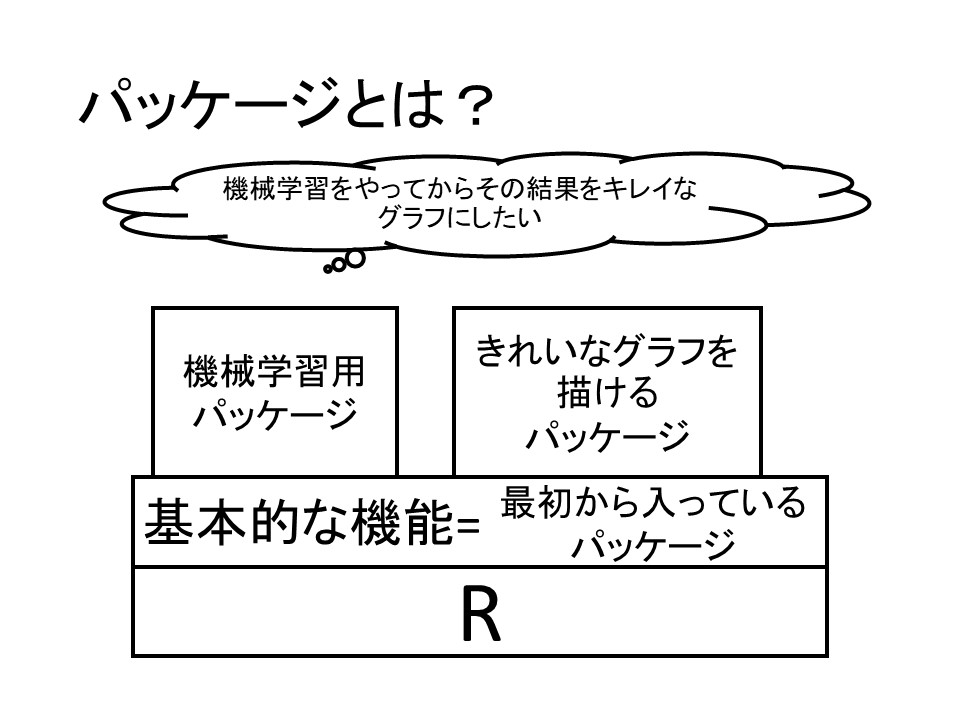 パッケージとは？
機械学習をやってからその結果をキレイな
グラフにしたい
機械学習用
パッケージ
きれいなグラフを
描ける
パッケージ
基本的な機能=
最初から入っている
パッケージ
R